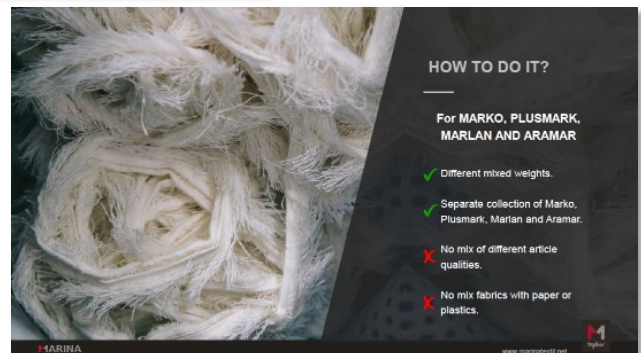 HOW TO DO IT?
For MARKO, PLUSMARK,
MARLAN AND ARAMAR
Different mixed weights.
Separate collection of Marko,
Plusmark, Marlan and Aramar.
No mix of different article
qualities.
No mix fabrics with paper or
plastics.
MARINA
www.marinatextil.net